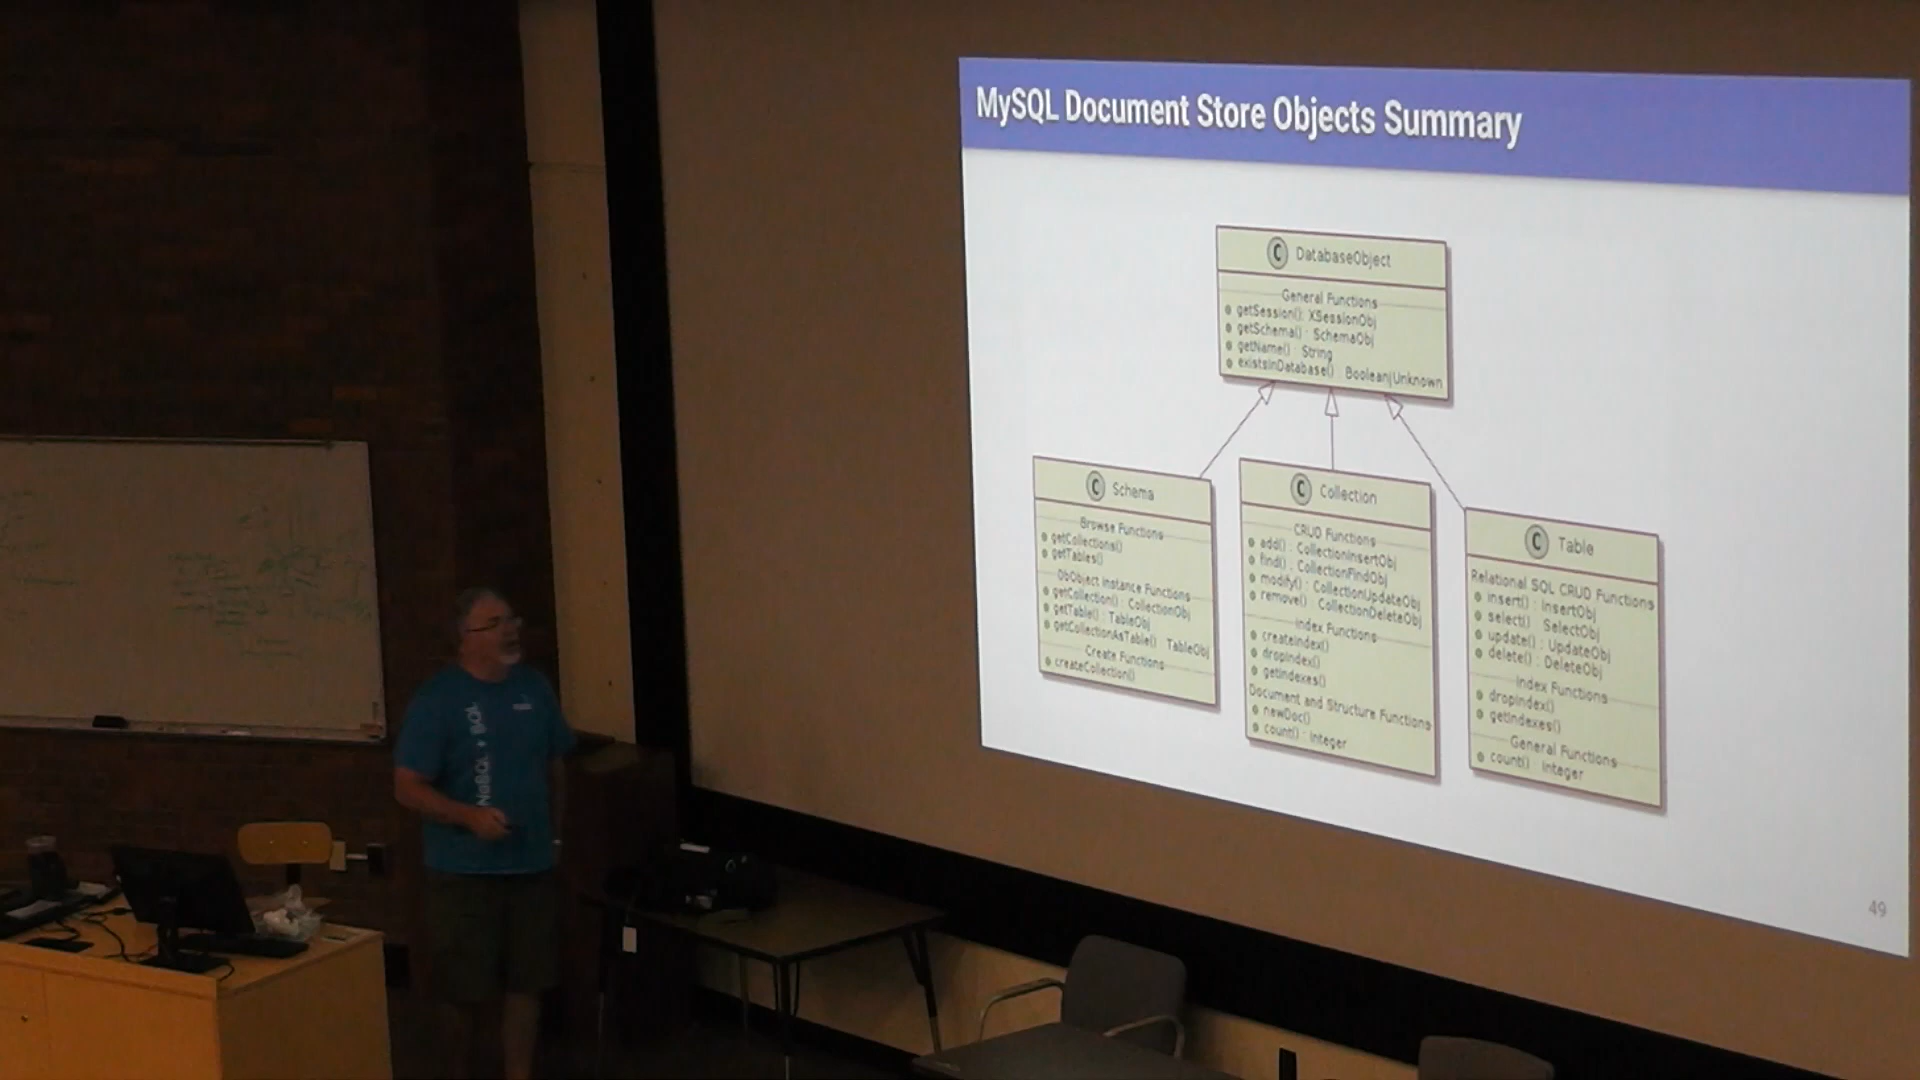 MySQL Document Store Objects Summary
C DatabaseObject
General Functions
getSession(): XSessionObj
getSchema() : SchemaObj
getName() : String
existsInDatabase() : Boolean|Unknown
C Schema
Browse Functions
getCollections()
getTables()
DbObject instance Functions
getCollection() : CollectionObj
getTable() : TableObj
getCollectionAsTable() TableObj
Create Functions
createCollection()
C Collection
CRUD Functions
add() : CollectionInsertObj
find() : CollectionFindObj
modify() : CollectionUpdateObj
remove() CollectionDeleteObj
Index Functions
createIndex()
dropIndex()
getIndexes()
Document and Structure Functions
newDoc()
count() : Integer
C Table
Relational SQL CRUD Functions
insert() : InsertObj
select() SelectObj
update() : UpdateObj
delete() : DeleteObj
Index Functions
dropIndex()
getIndexes()
General Functions
count() Integer
49
NoSQL + SQL